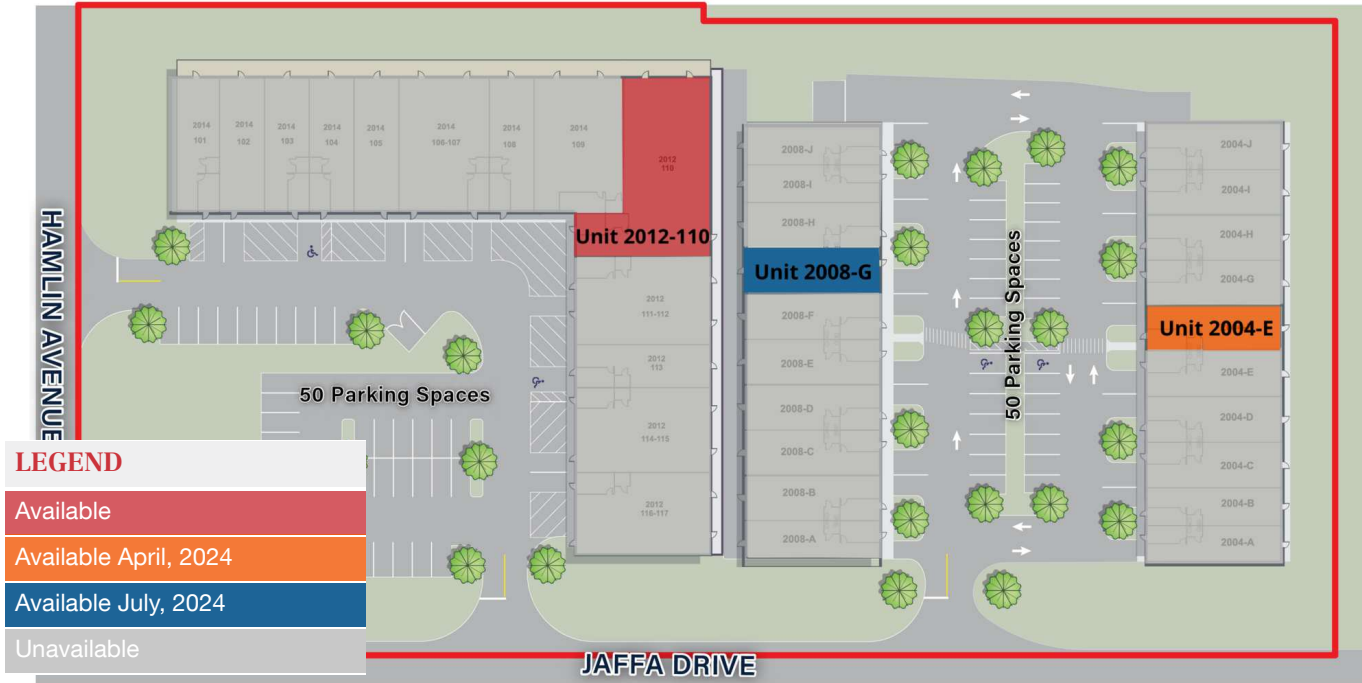 2014
101
2014
102
2014
103
2014
104
2014
105
2014
106-107
2014
108
2014
109
2012
110
Unit 2012-110
2012
111-112
2012
113
2012
114-115
2012
116-117
2008-J
2008-I
2008-H
Unit 2008-G
2008-F
2008-E
2008-D
2008-C
2008-B
2008-A
50 Parking Spaces
2004-J
2004-I
2004-H
2004-G
Unit 2004-E
2004-E
2004-D
2004-C
2004-B
2004-A
HAMLIN AVENUE
50 Parking Spaces
LEGEND
Available
Available April, 2024
Available July, 2024
Unavailable
JAFFA DRIVE